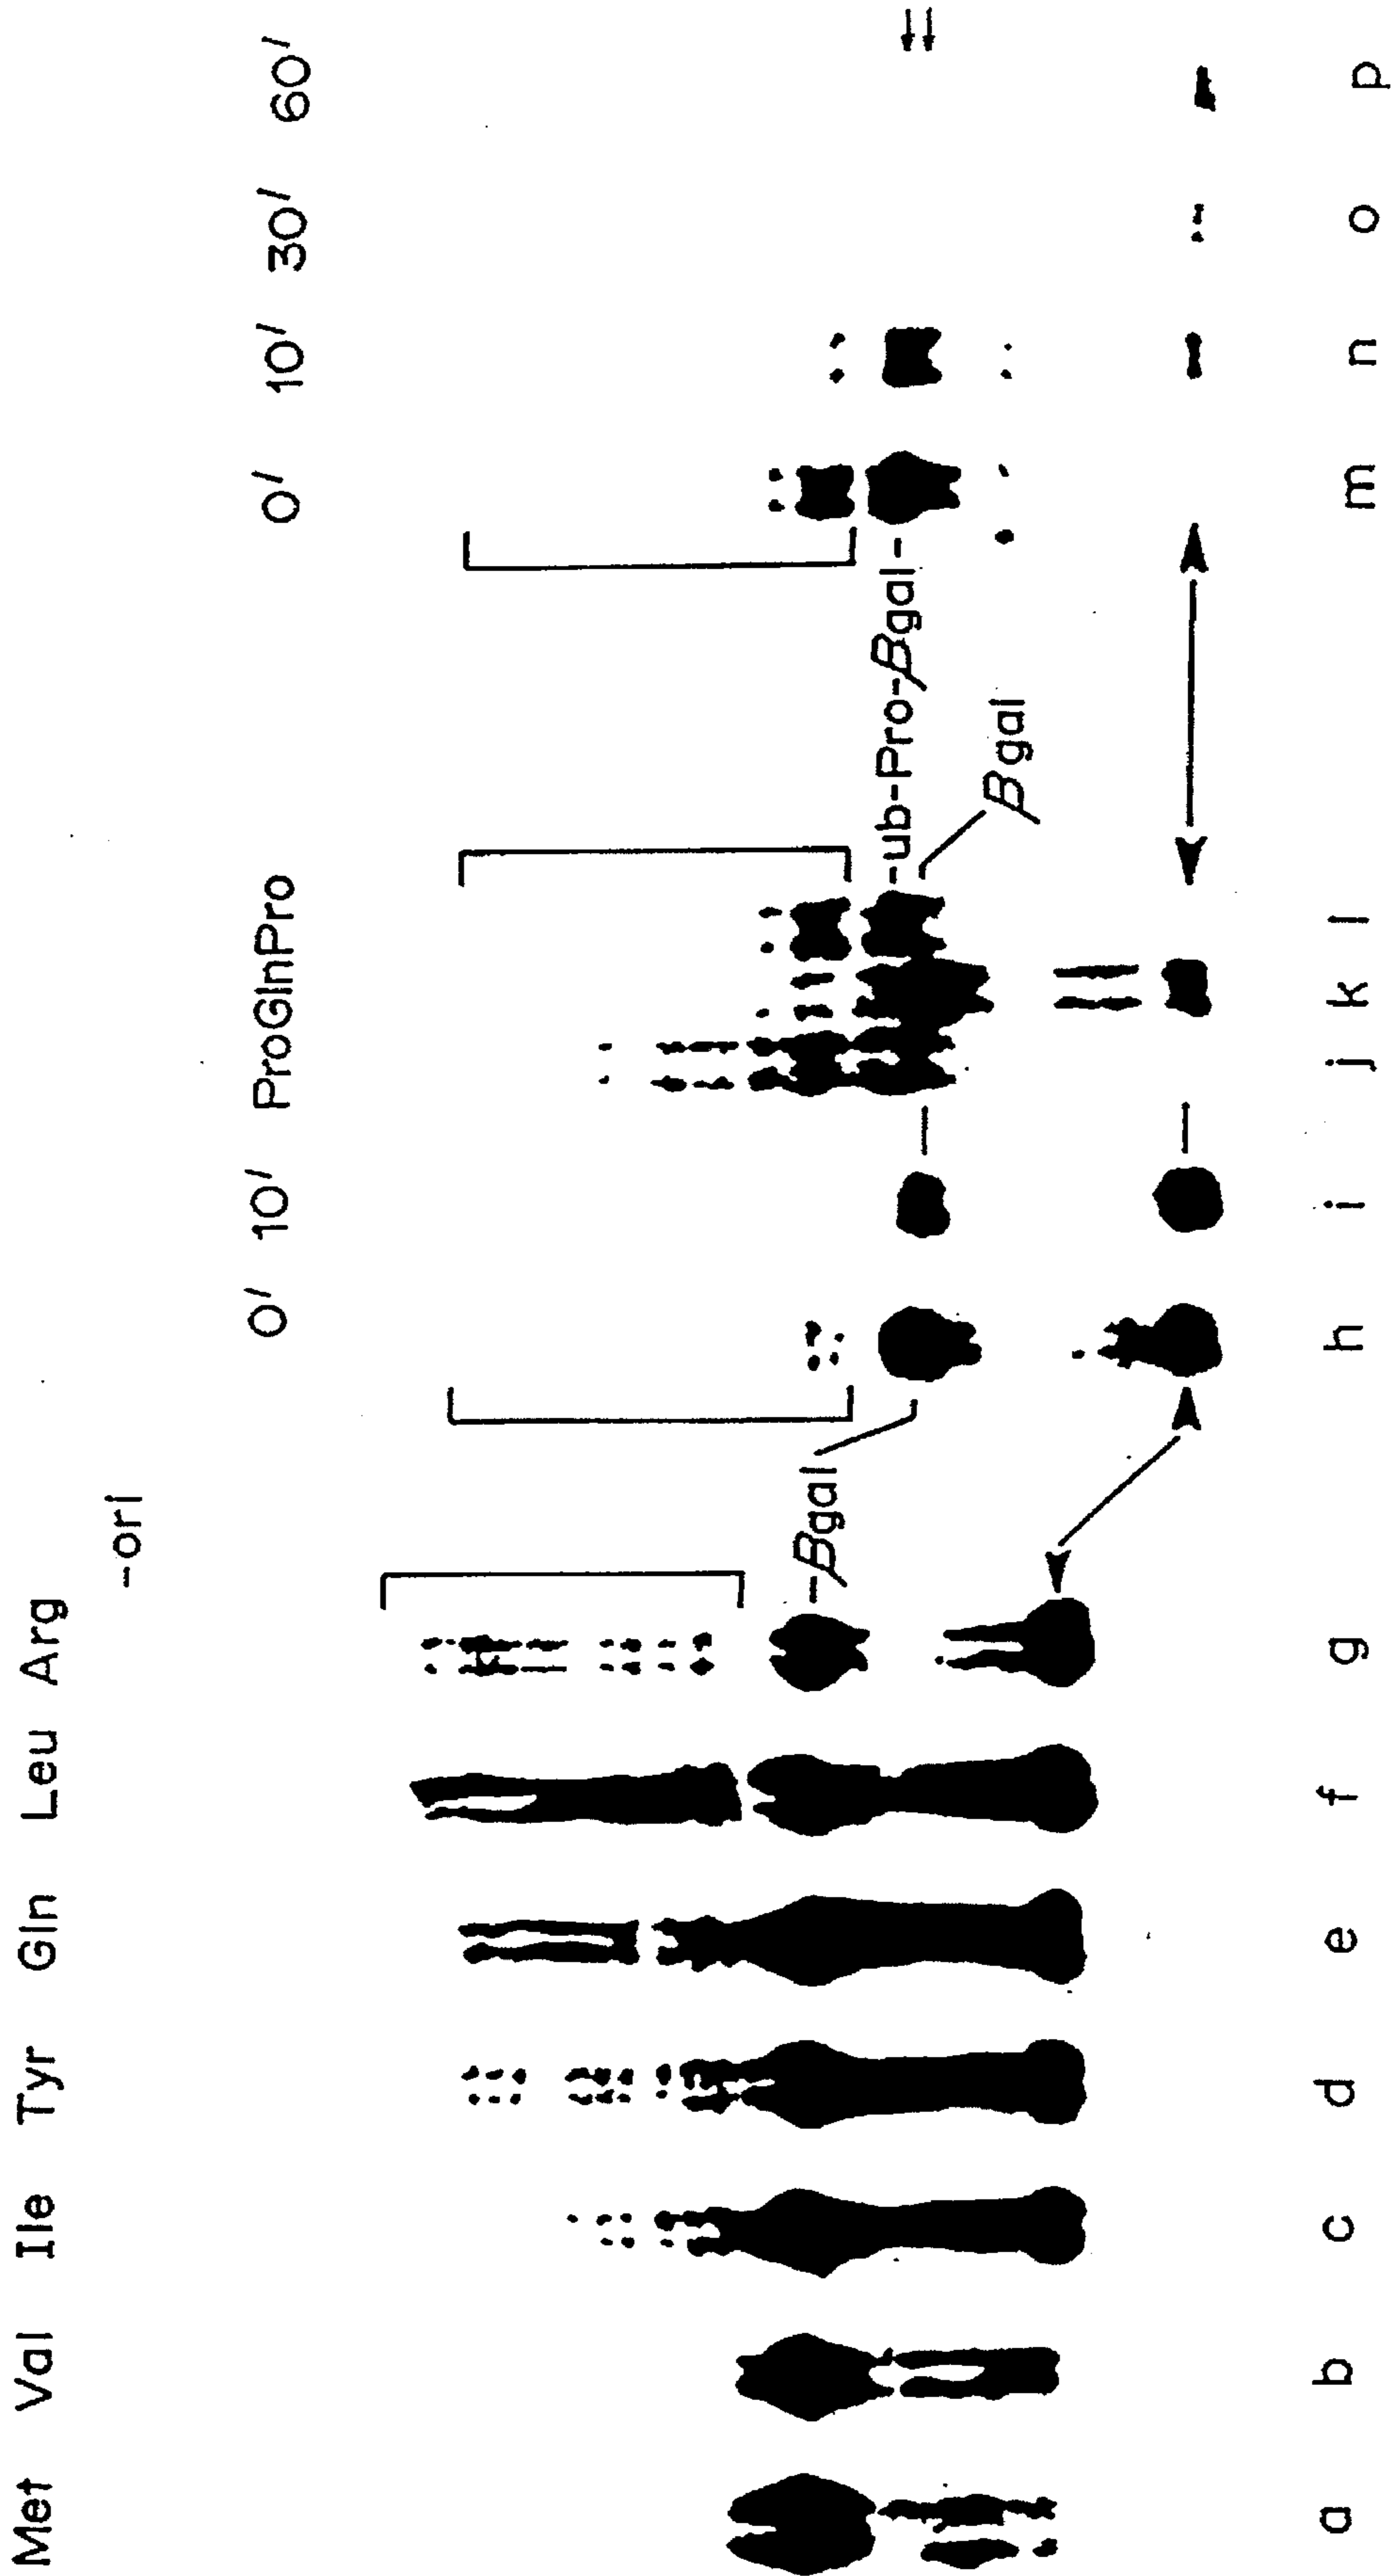 Met Val Ile Tyr Gln Leu Arg
-ori
0' 10' ProGlnPro 0' 10' 30' 60'
-βgal
-ub-Pro-βgal-
βgal
a b c d e f g h i j k l m n o p